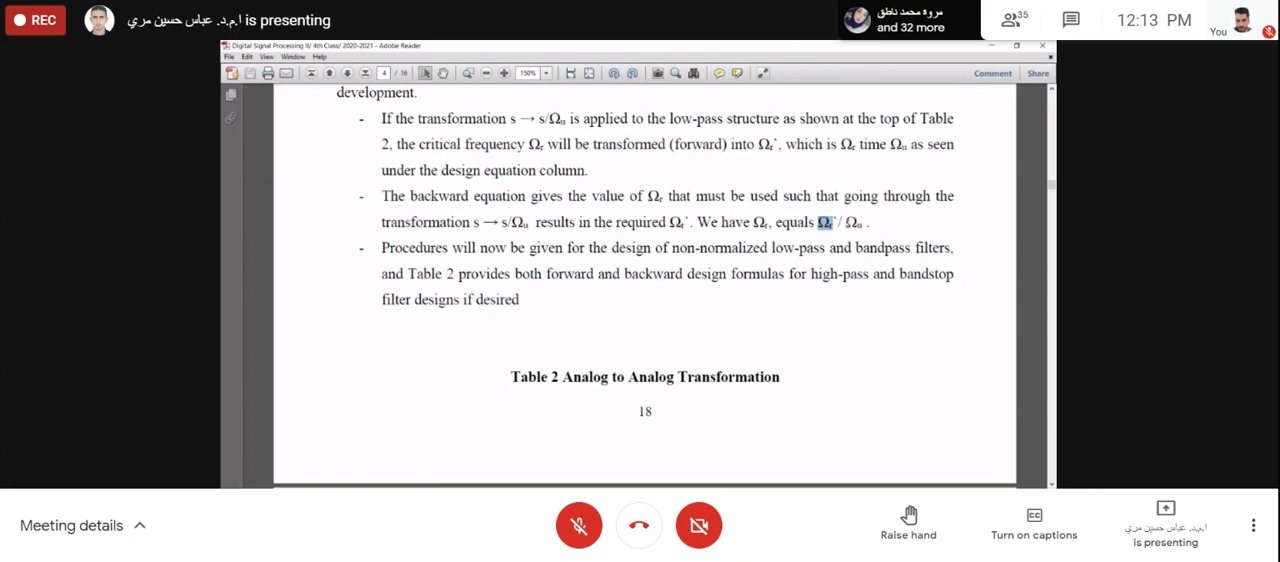 REC
ا.م.د. عباس حسين مري is presenting
مروة محمد ناطق
and 32 more
35
12:13 PM
You
Digital Signal Processing II/ 4th Class/ 2020-2021 - Adobe Reader
File Edit View Window Help
4 / 16
150%
Comment
Share
development.
- If the transformation s → s/Ωu is applied to the low-pass structure as shown at the top of Table
2, the critical frequency Ωr will be transformed (forward) into Ωr`, which is Ωr time Ωu as seen
under the design equation column.
- The backward equation gives the value of Ωr that must be used such that going through the
transformation s → s/Ωu results in the required Ωr`. We have Ωr, equals Ωr`/ Ωu .
- Procedures will now be given for the design of non-normalized low-pass and bandpass filters,
and Table 2 provides both forward and backward design formulas for high-pass and bandstop
filter designs if desired
Table 2 Analog to Analog Transformation
18
Meeting details
Raise hand
CC
Turn on captions
ا.م.د. عباس حسين مري
is presenting